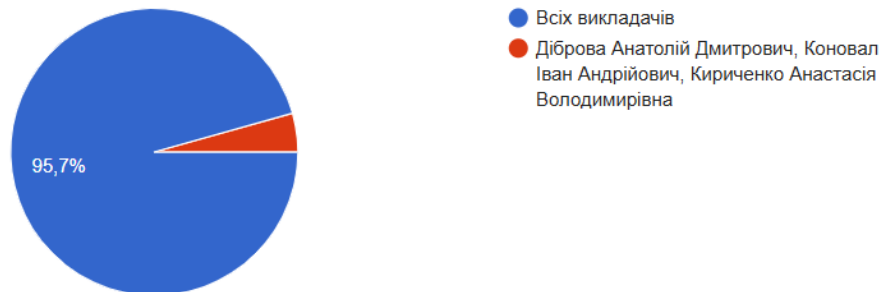 Всіх викладачів
Діброва Анатолій Дмитрович, Коновал
Іван Андрійович, Кириченко Анастасія
Володимирівна
95,7%